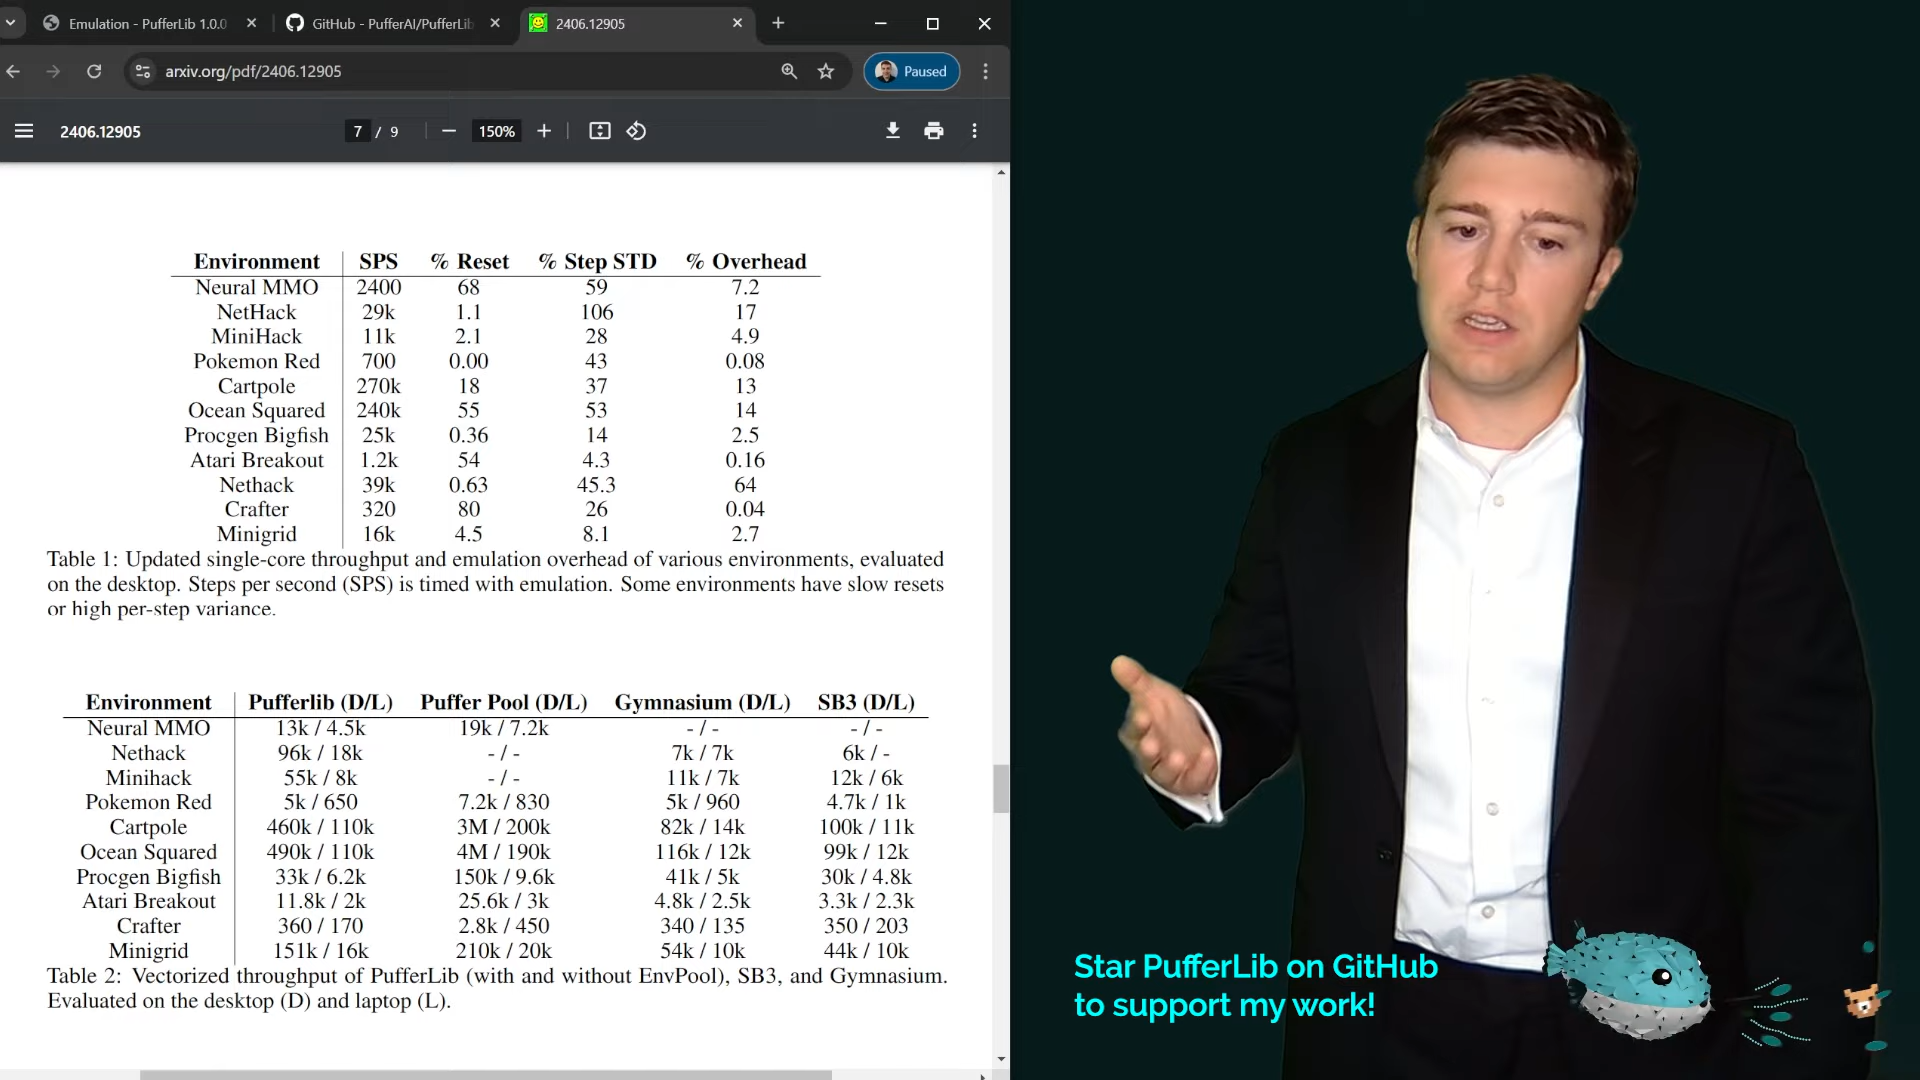 Emulation - PufferLib 1.0.0
GitHub - PufferAI/PufferLib
2406.12905
arxiv.org/pdf/2406.12905
Paused
2406.12905
7 / 9
150%
Environment SPS % Reset % Step STD % Overhead
Neural MMO 2400 68 59 7.2
NetHack 29k 1.1 106 17
MiniHack 11k 2.1 28 4.9
Pokemon Red 700 0.00 43 0.08
Cartpole 270k 18 37 13
Ocean Squared 240k 55 53 14
Procgen Bigfish 25k 0.36 14 2.5
Atari Breakout 1.2k 54 4.3 0.16
Nethack 39k 0.63 45.3 64
Crafter 320 80 26 0.04
Minigrid 16k 4.5 8.1 2.7
Table 1: Updated single-core throughput and emulation overhead of various environments, evaluated
on the desktop. Steps per second (SPS) is timed with emulation. Some environments have slow resets
or high per-step variance.
Environment Pufferlib (D/L) Puffer Pool (D/L) Gymnasium (D/L) SB3 (D/L)
Neural MMO 13k / 4.5k 19k / 7.2k - / - - / -
Nethack 96k / 18k - / - 7k / 7k 6k / -
Minihack 55k / 8k - / - 11k / 7k 12k / 6k
Pokemon Red 5k / 650 7.2k / 830 5k / 960 4.7k / 1k
Cartpole 460k / 110k 3M / 200k 82k / 14k 100k / 11k
Ocean Squared 490k / 110k 4M / 190k 116k / 12k 99k / 12k
Procgen Bigfish 33k / 6.2k 150k / 9.6k 41k / 5k 30k / 4.8k
Atari Breakout 11.8k / 2k 25.6k / 3k 4.8k / 2.5k 3.3k / 2.3k
Crafter 360 / 170 2.8k / 450 340 / 135 350 / 203
Minigrid 151k / 16k 210k / 20k 54k / 10k 44k / 10k
Table 2: Vectorized throughput of PufferLib (with and without EnvPool), SB3, and Gymnasium.
Evaluated on the desktop (D) and laptop (L).
Star PufferLib on GitHub
to support my work!